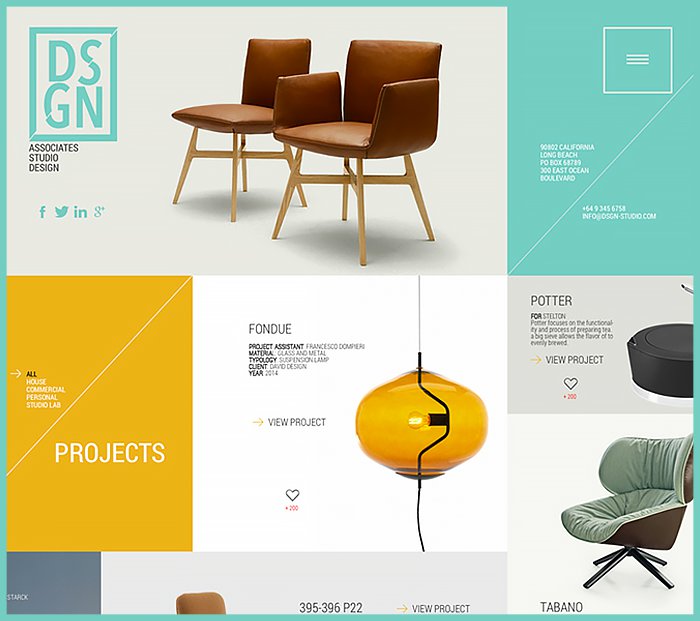 DS
GN
ASSOCIATES
STUDIO
DESIGN
90802 CALIFORNIA
LONG BEACH
PO BOX 68789
300 EAST OCEAN
BOULEVARD
+64 9 345 6758
INFO@DSGN-STUDIO.COM
ALL
HOUSE
COMMERCIAL
PERSONAL
STUDIO LAB
PROJECTS
FONDUE
PROJECT ASSISTANT: FRANCESCO DOMPIERI
MATERIAL: GLASS AND METAL
TYPOLOGY: SUSPENSION LAMP
CLIENT: DAVID DESIGN
YEAR: 2014
VIEW PROJECT
+200
POTTER
FOR STELTON
Potter focuses on the functional-
ity and process of preparing tea.
a big sieve allows the flavor of to
evenly brewed.
VIEW PROJECT
+ 200
STARCK
395-396 P22
VIEW PROJECT
TABANO